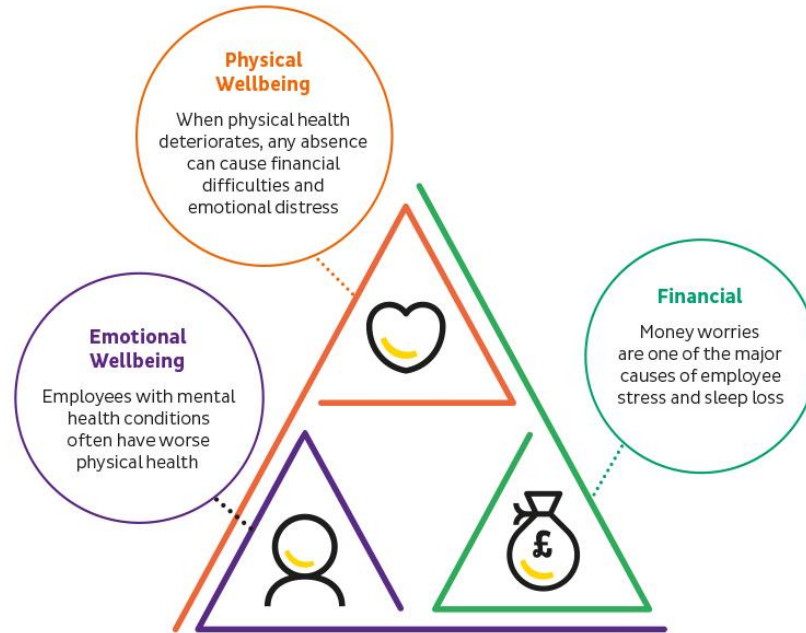 Physical
Wellbeing
When physical health
deteriorates, any absence
can cause financial
difficulties and
emotional distress
Emotional
Wellbeing
Employees with mental
health conditions
often have worse
physical health
Financial
Money worries
are one of the major
causes of employee
stress and sleep loss
£